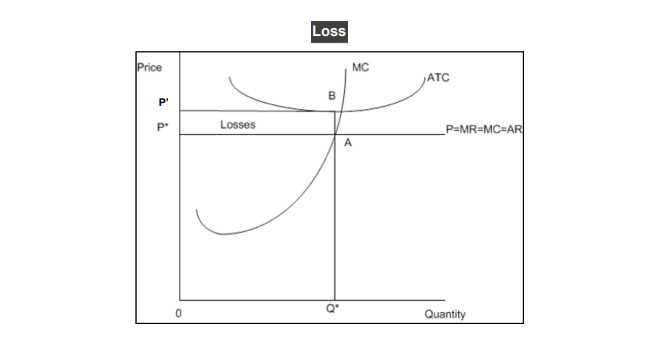 Loss
Price
MC
ATC
P'
B
P*
Losses
P=MR=MC=AR
A
0
Q*
Quantity